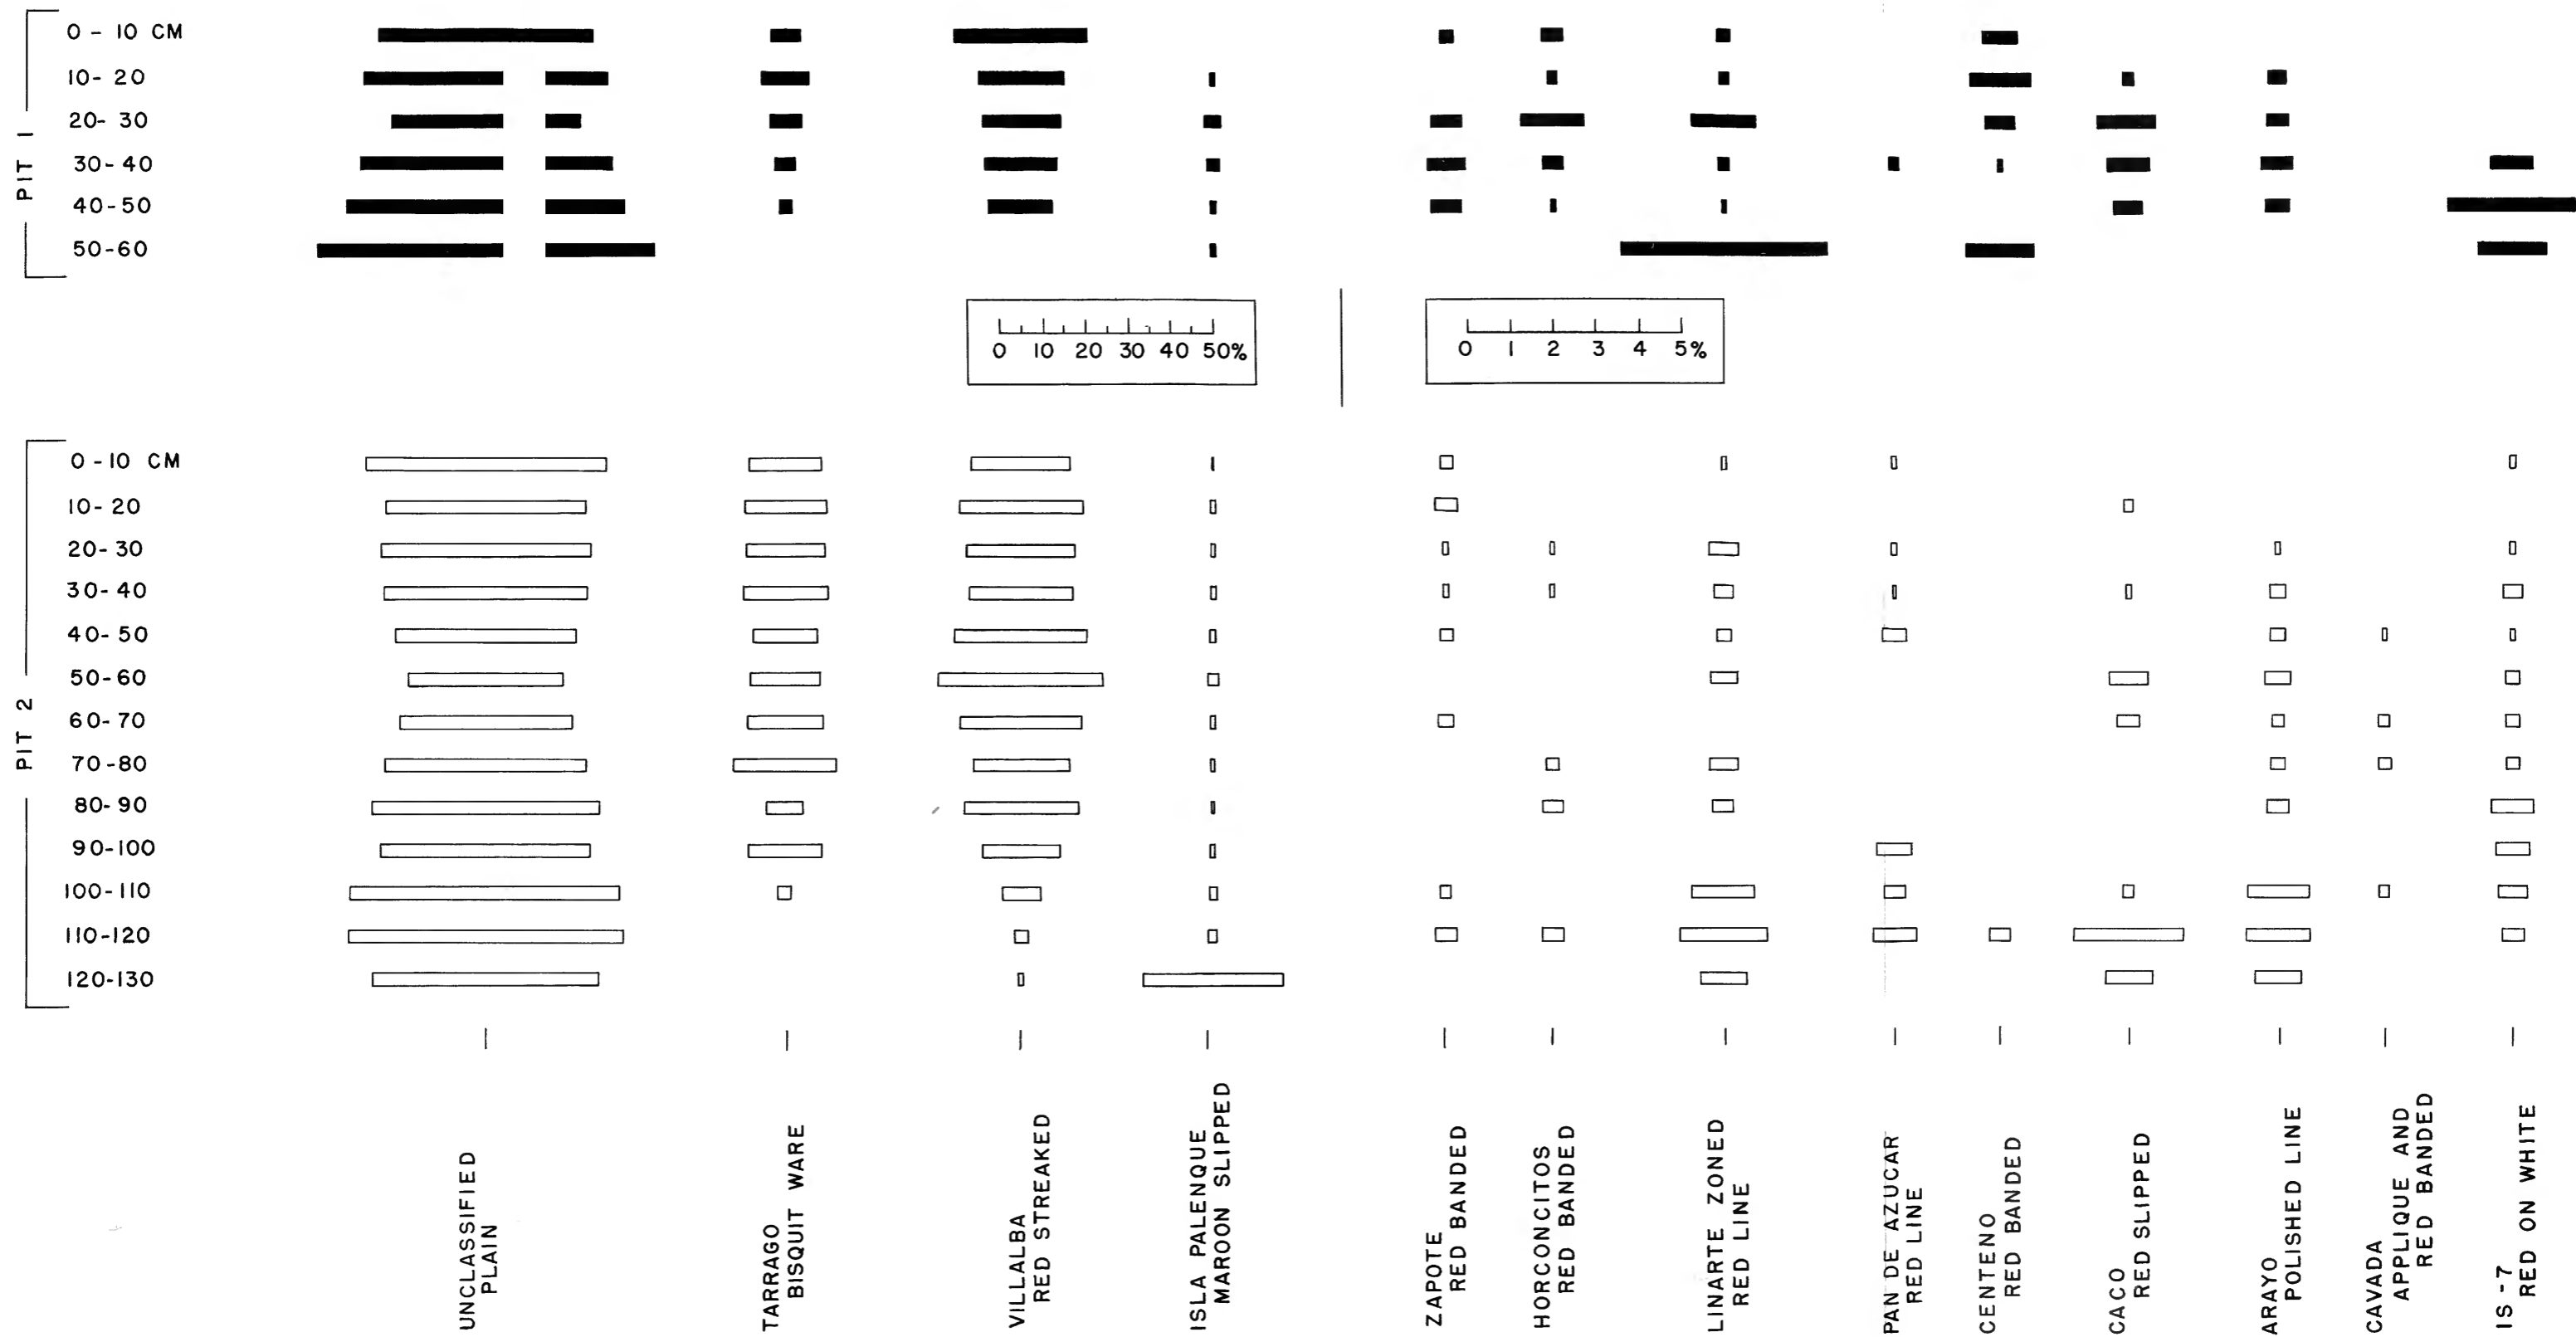 PIT 1
0 - 10 CM
10- 20
20- 30
30- 40
40-50
50-60
0 10 20 30 40 50%
0 1 2 3 4 5%
PIT 2
0 -10 CM
10- 20
20-30
30- 40
40- 50
50-60
60- 70
70-80
80-90
90-100
100-110
110-120
120-130
UNCLASSIFIED
PLAIN
TARRAGO
BISQUIT WARE
VILLALBA
RED STREAKED
ISLA PALENQUE
MAROON SLIPPED
ZAPOTE
RED BANDED
HORCONCITOS
RED BANDED
LINARTE ZONED
RED LINE
PAN DE AZUCAR
RED LINE
CENTENO
RED BANDED
CACO
RED SLIPPED
ARAYO
POLISHED LINE
CAVADA
APPLIQUE AND
RED BANDED
IS -7
RED ON WHITE